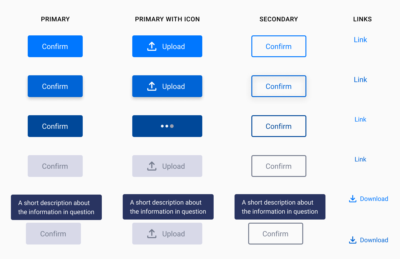 PRIMARY PRIMARY WITH ICON SECONDARY LINKS
Confirm Upload Confirm Link
Confirm Upload Confirm Link
Confirm Confirm Link
Confirm Upload Confirm Link
A short description about A short description about A short description about
the information in question the information in question the information in question
Download
Confirm Upload Confirm
Download